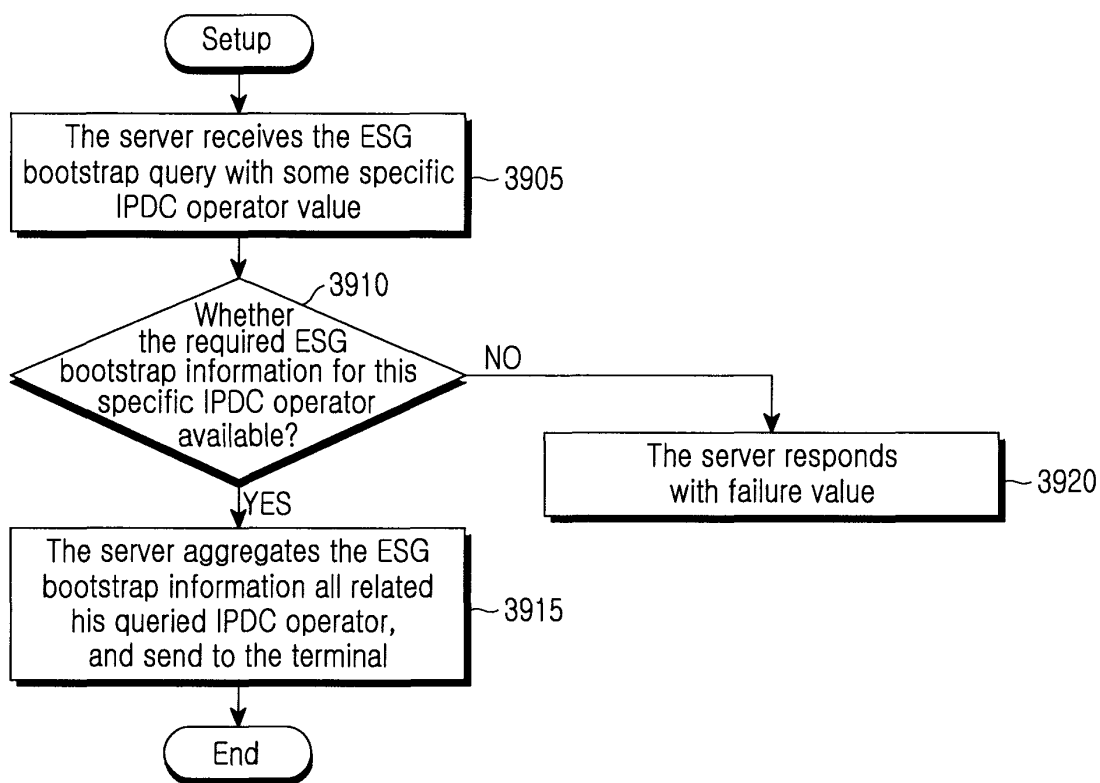 Setup
The server receives the ESG
bootstrap query with some specific
IPDC operator value
3905
3910
Whether
the required ESG
bootstrap information for this
specific IPDC operator
available?
NO
The server responds
with failure value
3920
YES
The server aggregates the ESG
bootstrap information all related
his queried IPDC operator,
and send to the terminal
3915
End